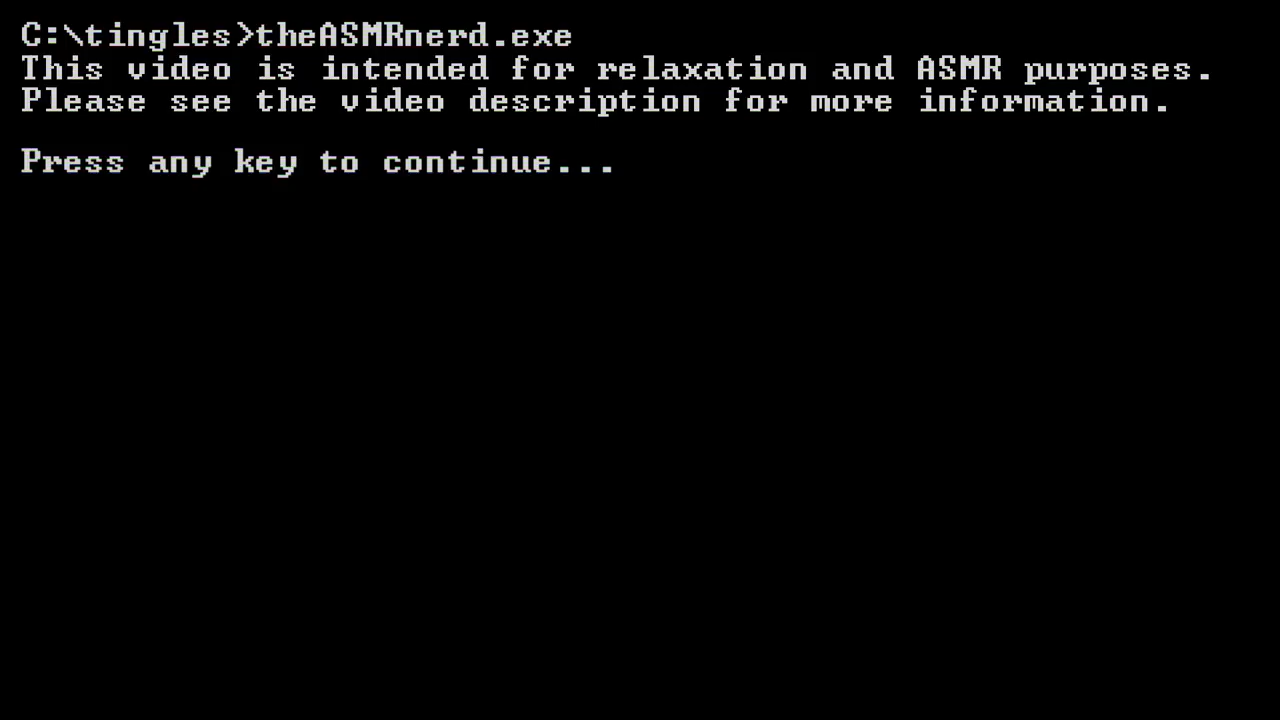 C:\tingles>theASMRnerd.exe
This video is intended for relaxation and ASMR purposes.
Please see the video description for more information.
Press any key to continue...